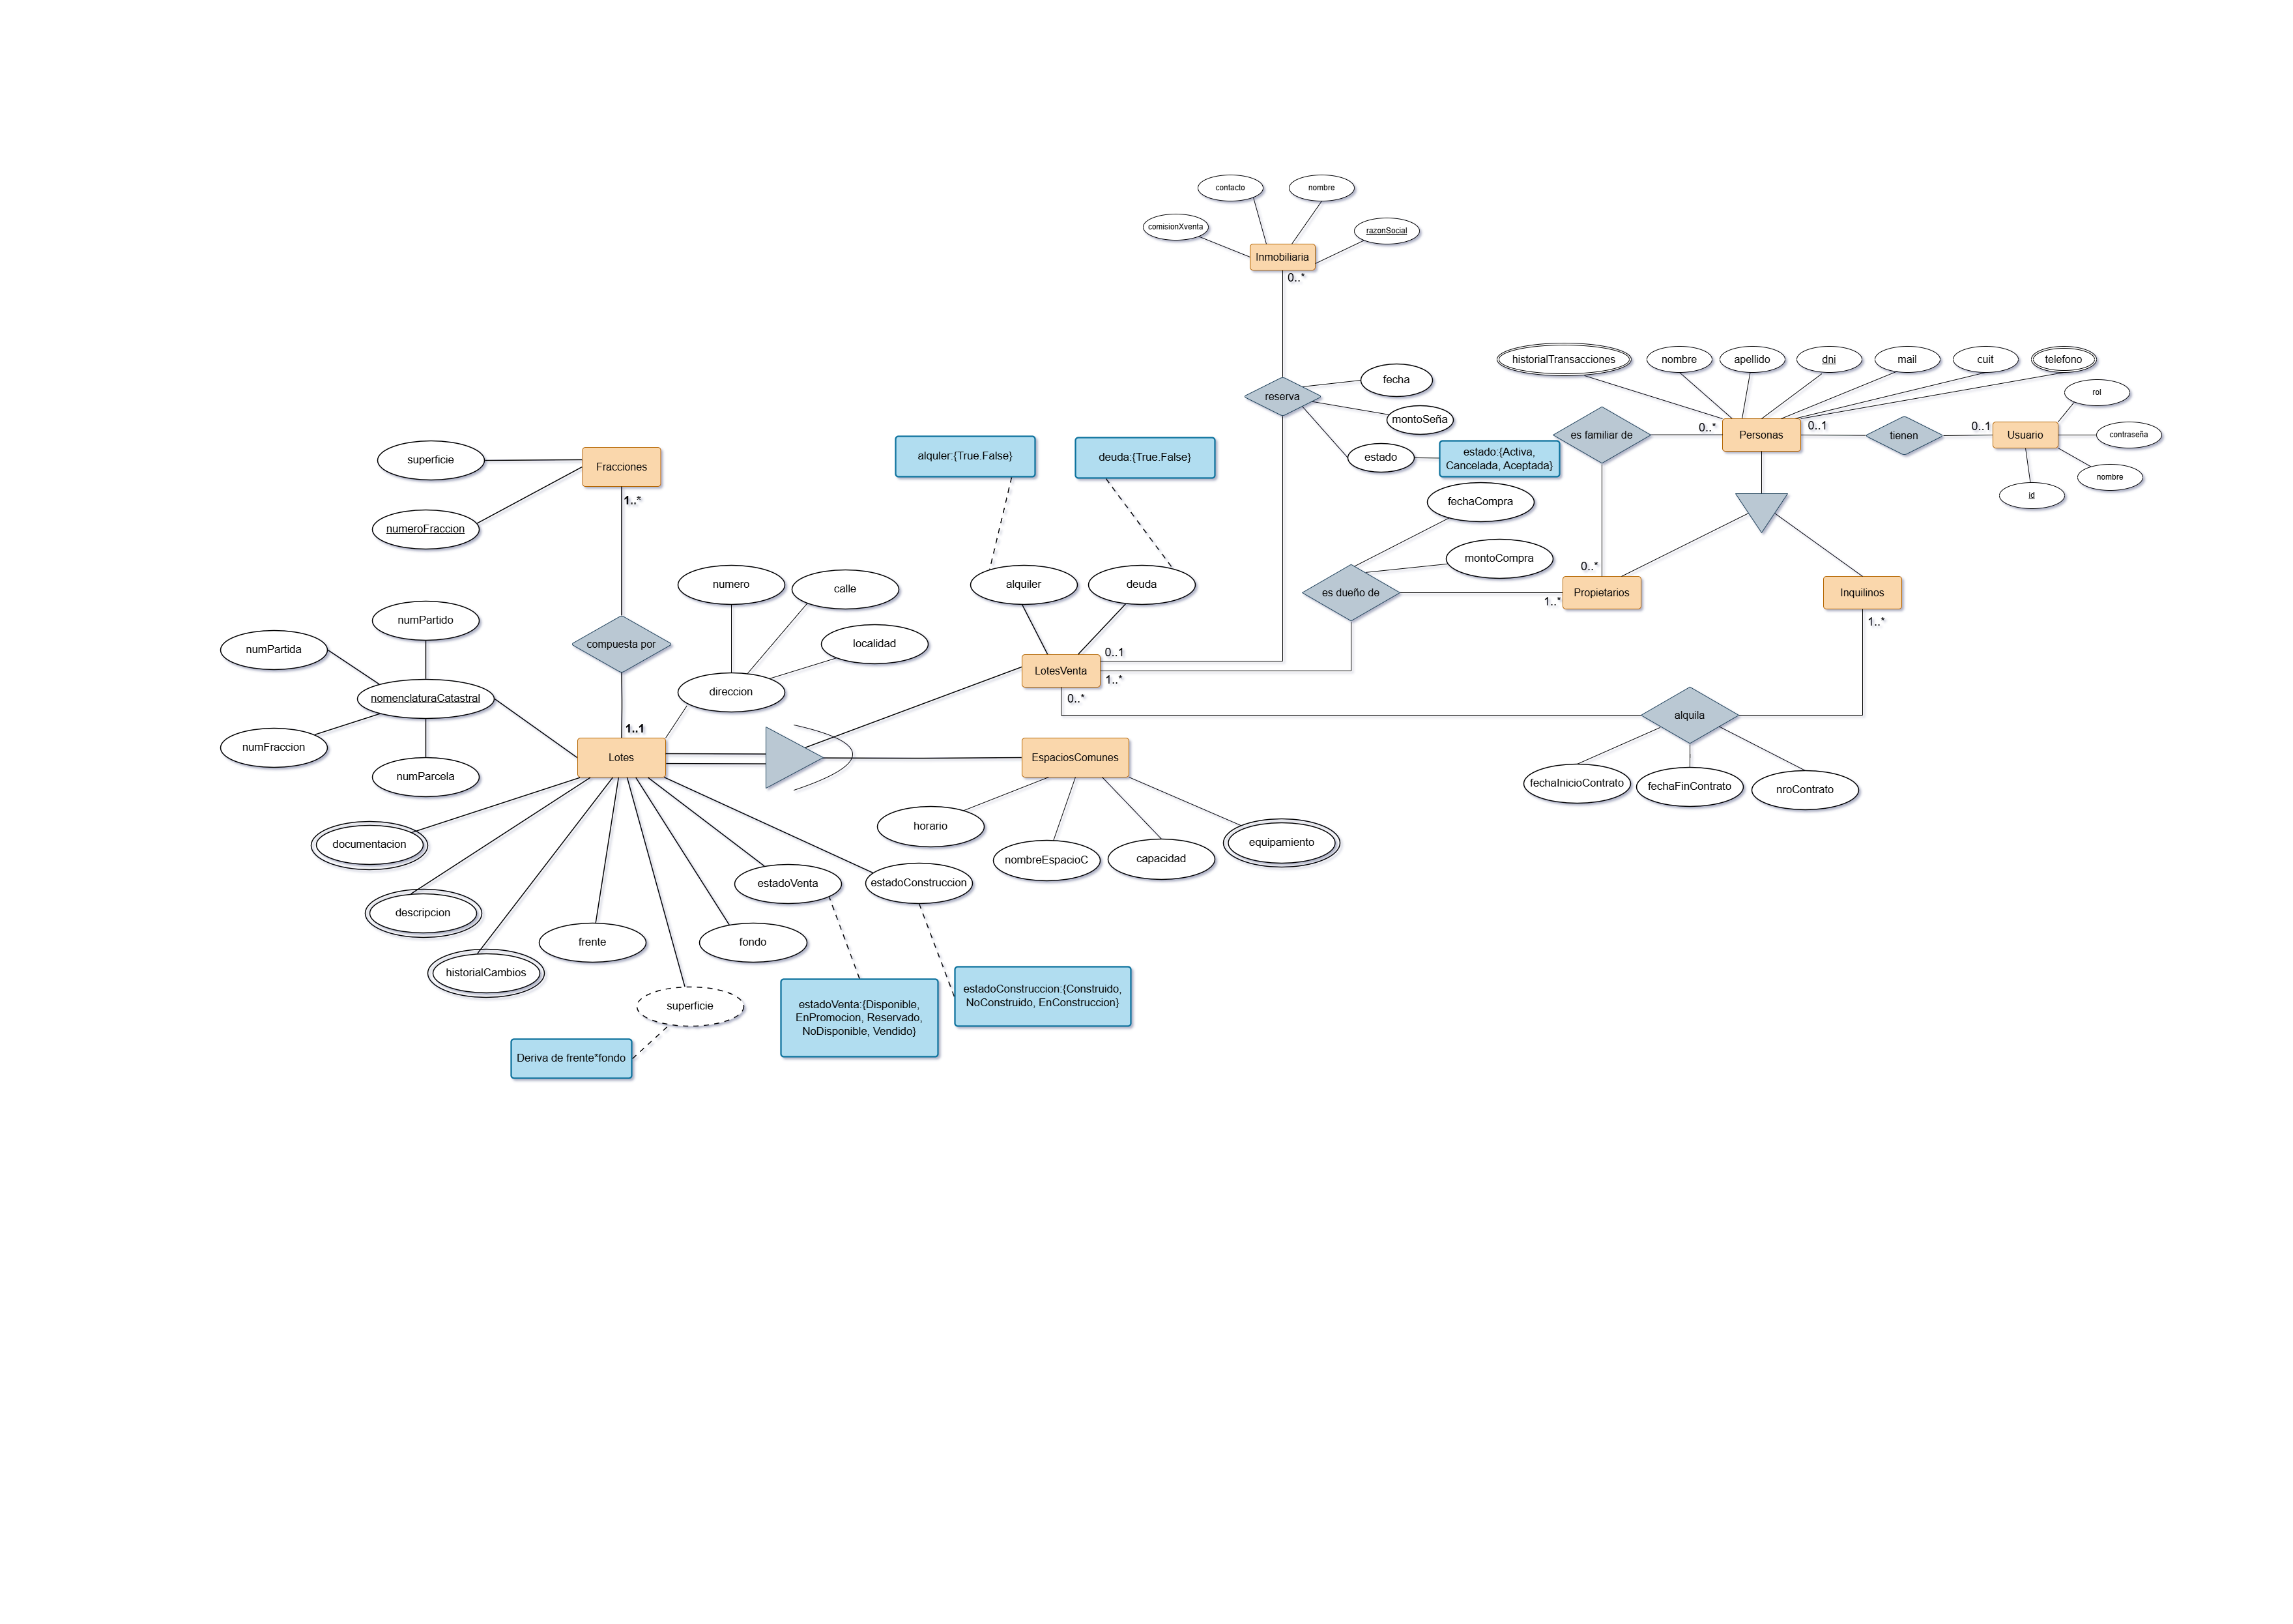 contacto
nombre
comisionXventa
razonSocial
Inmobiliaria
0..*
reserva
fecha
montoSeña
estado
estado:{Activa,
Cancelada, Aceptada}
historialTransacciones
nombre
apellido
dni
mail
cuit
telefono
rol
es familiar de
0..*
Personas
0..1
tienen
0..1
Usuario
contraseña
nombre
id
superficie
Fracciones
numeroFraccion
1..*
alquler:{True.False}
deuda:{True.False}
fechaCompra
montoCompra
alquiler
deuda
es dueño de
0..*
1..*
Propietarios
Inquilinos
1..*
numero
calle
localidad
direccion
numPartido
numPartida
compuesta por
nomenclaturaCatastral
numFraccion
numParcela
1..1
Lotes
LotesVenta
0..1
1..*
0..*
alquila
fechaInicioContrato
fechaFinContrato
nroContrato
EspaciosComunes
horario
nombreEspacioC
capacidad
equipamiento
documentacion
descripcion
historialCambios
frente
superficie
fondo
estadoVenta
estadoConstruccion
Deriva de frente*fondo
estadoVenta:{Disponible,
EnPromocion, Reservado,
NoDisponible, Vendido}
estadoConstruccion:{Construido,
NoConstruido, EnConstruccion}